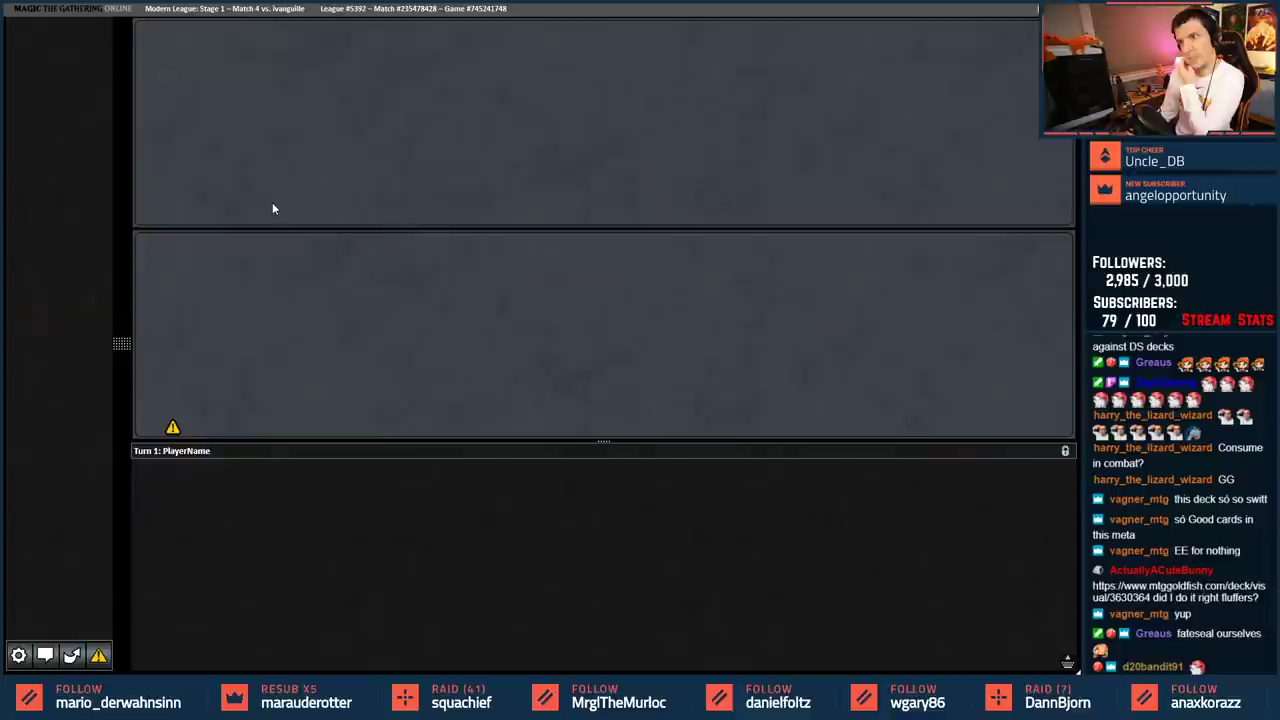 MAGIC THE GATHERING ONLINE Modern League: Stage 1 – Match 4 vs. ivanguille League #5392 – Match #235478428 – Game #745241748
TOP CHEER
Uncle_DB
NEW SUBSCRIBER
angelopportunity
FOLLOWERS:
2,985 / 3,000
SUBSCRIBERS:
79 / 100 STREAM STATS
against DS decks
Greaus
harry_the_lizard_wizard
harry_the_lizard_wizard Consume
in combat?
harry_the_lizard_wizard GG
vagner_mtg this deck só so switt
vagner_mtg só Good cards in
this meta
vagner_mtg EE for nothing
ActuallyACuteBunny
https://www.mtggoldfish.com/deck/vis
ual/3630364 did I do it right fluffers?
vagner_mtg yup
Greaus fateseal ourselves
d20bandit91
Turn 1: PlayerName
FOLLOW
mario_derwahnsinn
RESUB X5
marauderotter
RAID (41)
squachief
FOLLOW
MrglTheMurloc
FOLLOW
danielfoltz
FOLLOW
wgary86
RAID (7)
DannBjorn
FOLLOW
anaxkorazz